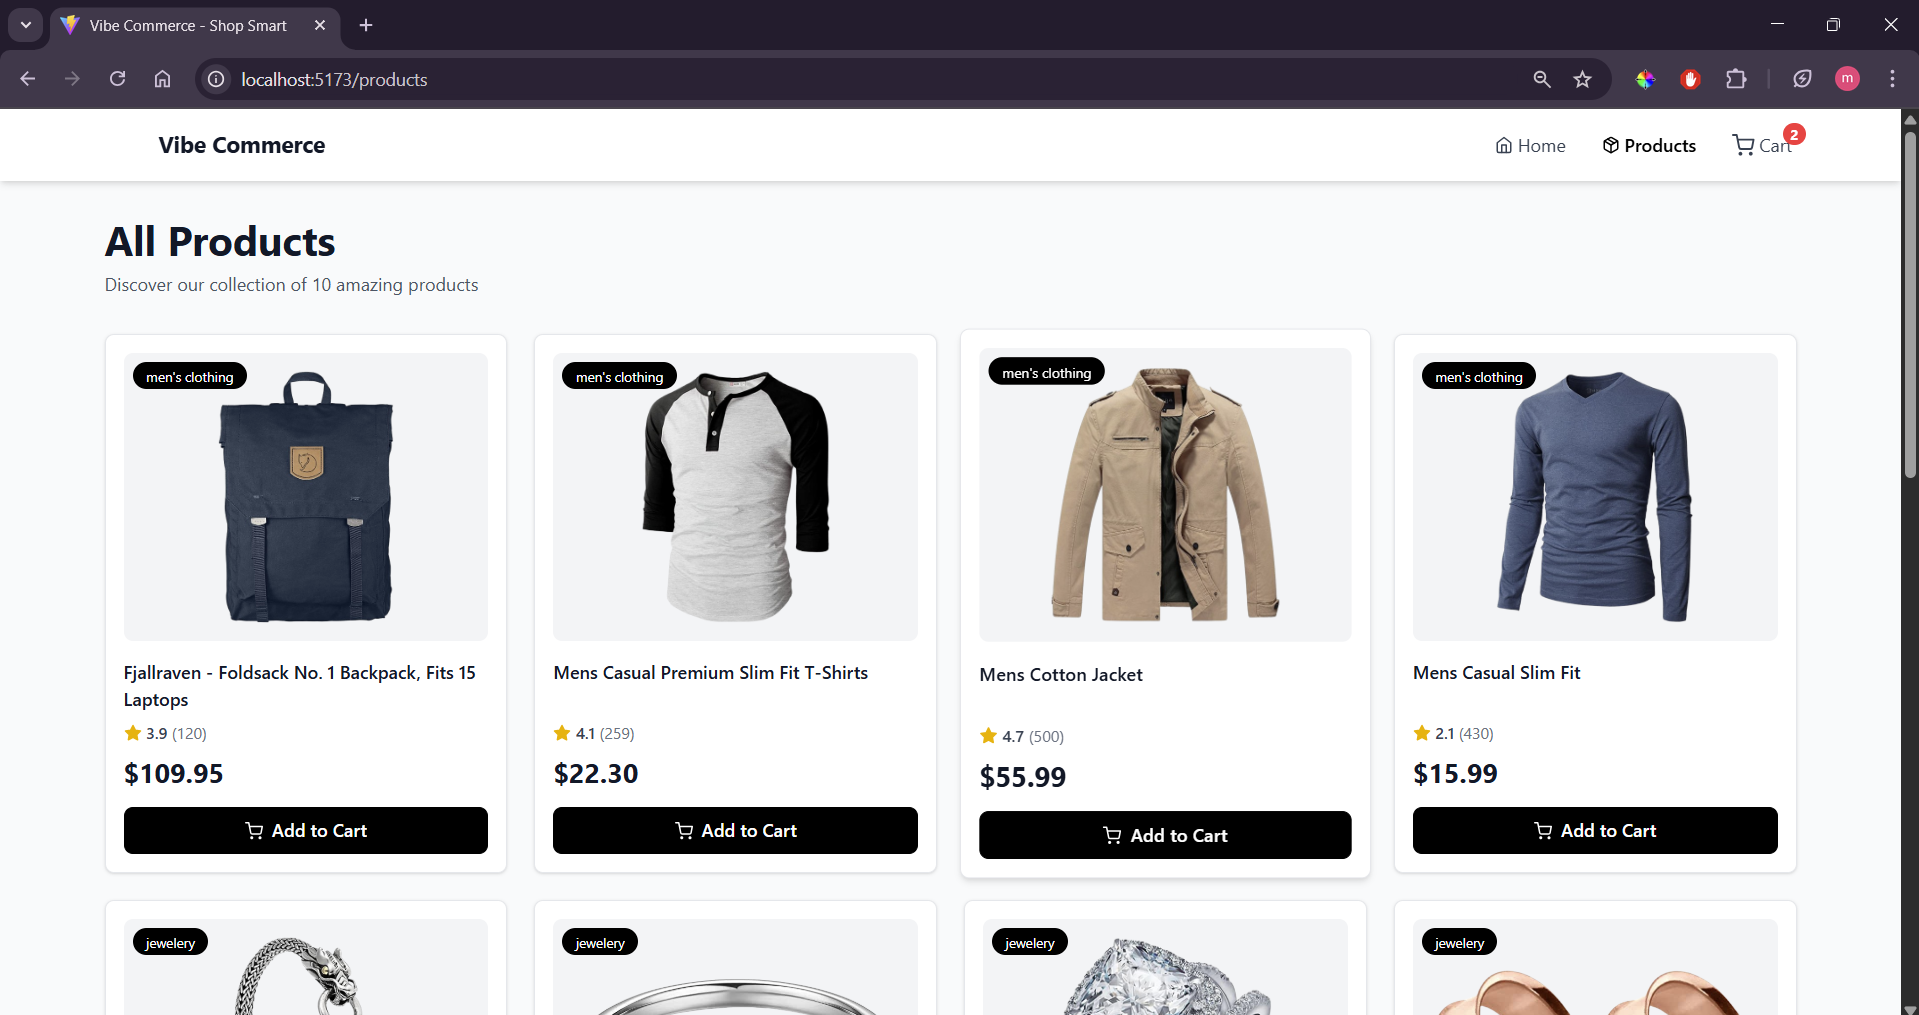 Vibe Commerce - Shop Smart
localhost:5173/products
m
Vibe Commerce
Home
Products
Cart
2
All Products
Discover our collection of 10 amazing products
men's clothing
Fjallraven - Foldsack No. 1 Backpack, Fits 15
Laptops
3.9 (120)
$109.95
Add to Cart
men's clothing
Mens Casual Premium Slim Fit T-Shirts
4.1 (259)
$22.30
Add to Cart
men's clothing
Mens Cotton Jacket
4.7 (500)
$55.99
Add to Cart
men's clothing
Mens Casual Slim Fit
2.1 (430)
$15.99
Add to Cart
jewelery
jewelery
jewelery
jewelery